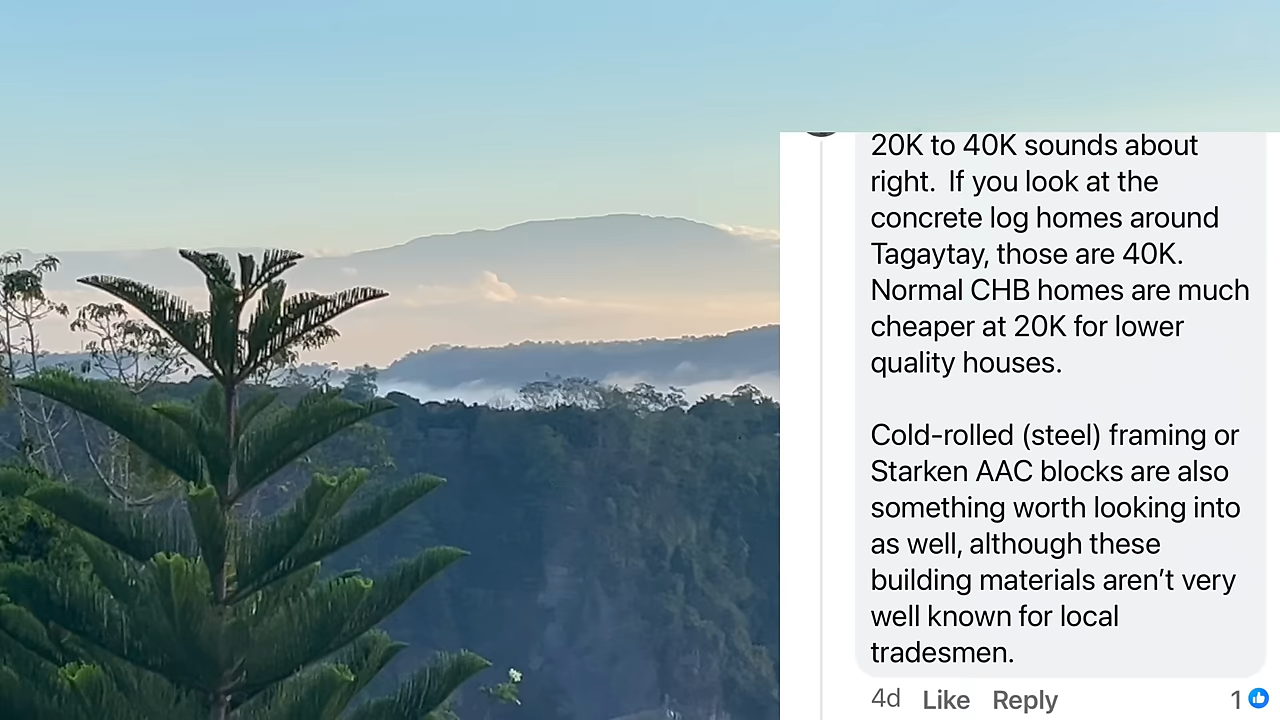 20K to 40K sounds about
right.  If you look at the
concrete log homes around
Tagaytay, those are 40K.
Normal CHB homes are much
cheaper at 20K for lower
quality houses.
Cold-rolled (steel) framing or
Starken AAC blocks are also
something worth looking into
as well, although these
building materials aren’t very
well known for local
tradesmen.
4d Like Reply 1